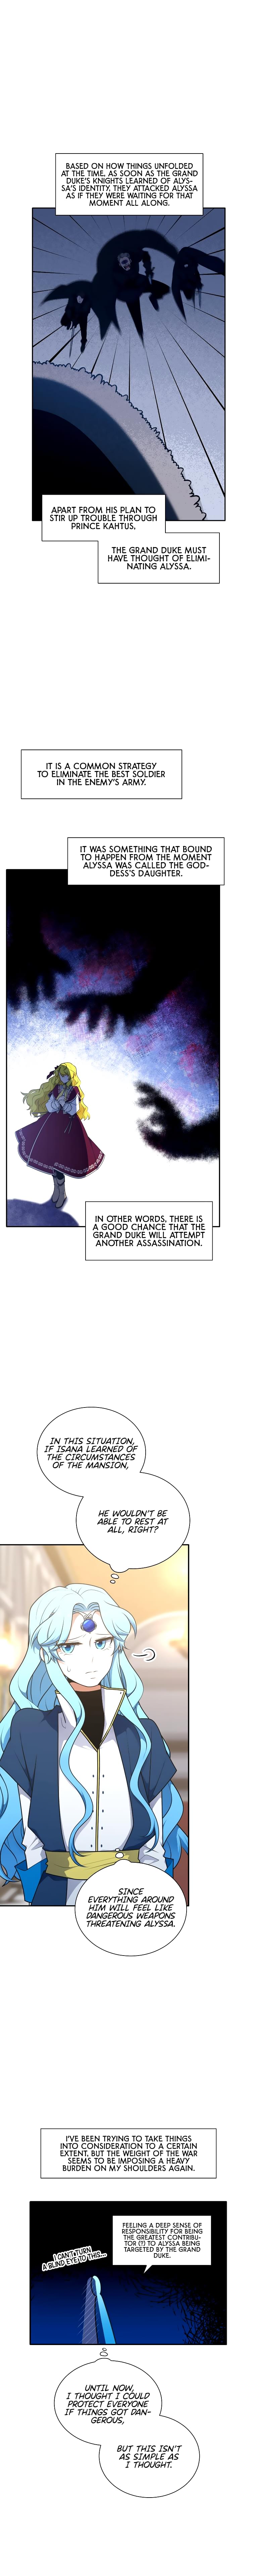 BASED ON HOW THINGS UNFOLDED
AT THE TIME, AS SOON AS THE GRAND
DUKE'S KNIGHTS LEARNED OF ALYS-
SA'S IDENTITY, THEY ATTACKED ALYSSA
AS IF THEY WERE WAITING FOR THAT
MOMENT ALL ALONG.
APART FROM HIS PLAN TO
STIR UP TROUBLE THROUGH
PRINCE KAHTUS,
THE GRAND DUKE MUST
HAVE THOUGHT OF ELIMI-
NATING ALYSSA.
IT IS A COMMON STRATEGY
TO ELIMINATE THE BEST SOLDIER
IN THE ENEMY'S ARMY.
IT WAS SOMETHING THAT BOUND
TO HAPPEN FROM THE MOMENT
ALYSSA WAS CALLED THE GOD-
DESS'S DAUGHTER.
IN OTHER WORDS, THERE IS
A GOOD CHANCE THAT THE
GRAND DUKE WILL ATTEMPT
ANOTHER ASSASSINATION.
IN THIS SITUATION,
IF ISANA LEARNED OF
THE CIRCUMSTANCES
OF THE MANSION,
HE WOULDN'T BE
ABLE TO REST AT
ALL, RIGHT?
SINCE
EVERYTHING AROUND
HIM WILL FEEL LIKE
DANGEROUS WEAPONS
THREATENING ALYSSA.
I'VE BEEN TRYING TO TAKE THINGS
INTO CONSIDERATION TO A CERTAIN
EXTENT, BUT THE WEIGHT OF THE WAR
SEEMS TO BE IMPOSING A HEAVY
BURDEN ON MY SHOULDERS AGAIN.
FEELING A DEEP SENSE OF
RESPONSIBILITY FOR BEING
THE GREATEST CONTRIBU-
TOR (?) TO ALYSSA BEING
TARGETED BY THE GRAND
DUKE.
I CAN'T TURN
A BLIND EYE TO THIS...
UNTIL NOW,
I THOUGHT I COULD
PROTECT EVERYONE
IF THINGS GOT DAN-
GEROUS,
BUT THIS ISN'T
AS SIMPLE AS
I THOUGHT.